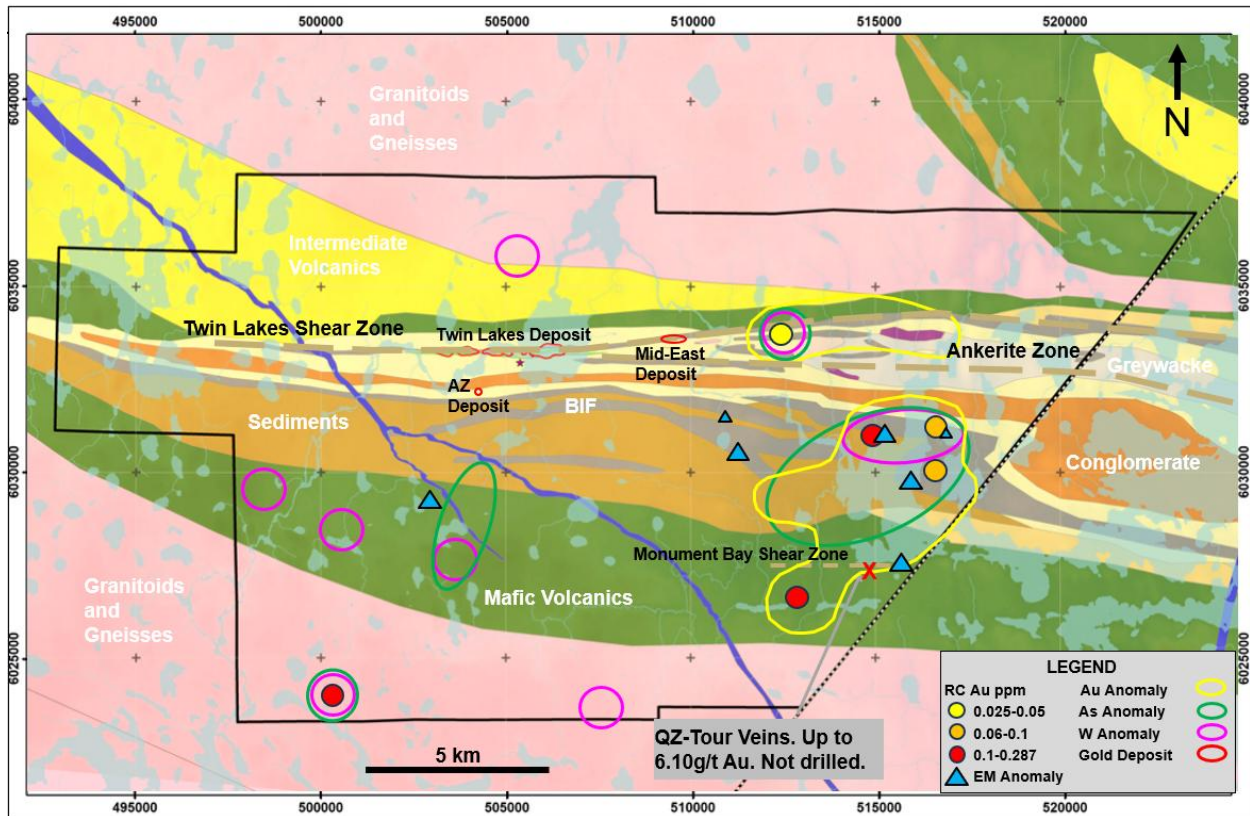 495000 500000 505000 510000 515000 520000
6040000
6040000
N
Granitoids
and
Gneisses
Intermediate
Volcanics
6035000
6035000
Twin Lakes Shear Zone
Twin Lakes Deposit
Mid-East
Deposit
Ankerite Zone
Greywacke
AZ
Deposit
BIF
Sediments
Conglomerate
6030000
6030000
Monument Bay Shear Zone
X
Mafic Volcanics
Granitoids
and
Gneisses
6025000
6025000
QZ-Tour Veins. Up to
6.10g/t Au. Not drilled.
5 km
LEGEND
RC Au ppm
0.025-0.05
0.06-0.1
0.1-0.287
EM Anomaly
Au Anomaly
As Anomaly
W Anomaly
Gold Deposit
495000 500000 505000 510000 515000 520000